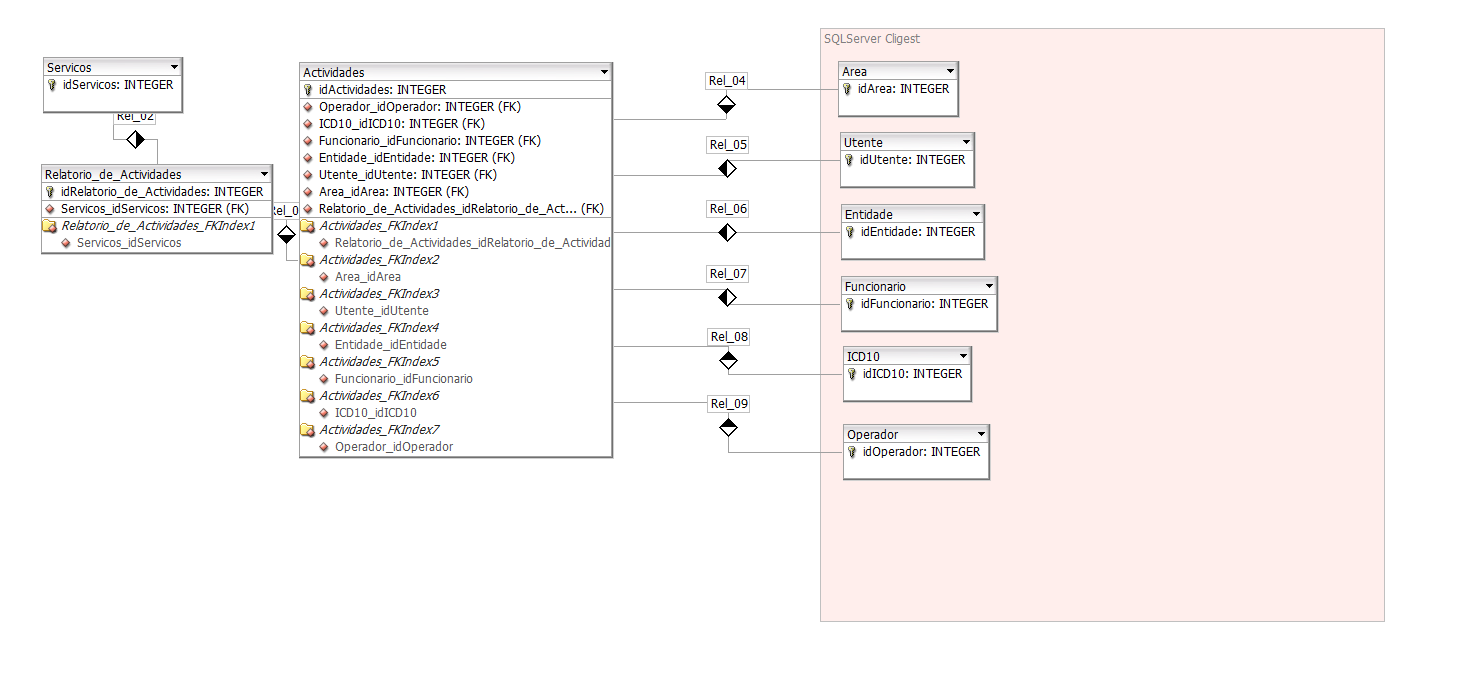 SQLServer Cligest
Servicos
idServicos: INTEGER
Rel_02
Relatorio_de_Actividades
idRelatorio_de_Actividades: INTEGER
Servicos_idServicos: INTEGER (FK)
Relatorio_de_Actividades_FKIndex1
Servicos_idServicos
Actividades
idActividades: INTEGER
Operador_idOperador: INTEGER (FK)
ICD10_idICD10: INTEGER (FK)
Funcionario_idFuncionario: INTEGER (FK)
Entidade_idEntidade: INTEGER (FK)
Utente_idUtente: INTEGER (FK)
Area_idArea: INTEGER (FK)
Relatorio_de_Actividades_idRelatorio_de_Act... (FK)
Actividades_FKIndex1
Relatorio_de_Actividades_idRelatorio_de_Actividad
Actividades_FKIndex2
Area_idArea
Actividades_FKIndex3
Utente_idUtente
Actividades_FKIndex4
Entidade_idEntidade
Actividades_FKIndex5
Funcionario_idFuncionario
Actividades_FKIndex6
ICD10_idICD10
Actividades_FKIndex7
Operador_idOperador
Rel_04
Rel_05
Rel_06
Rel_07
Rel_08
Rel_09
Area
idArea: INTEGER
Utente
idUtente: INTEGER
Entidade
idEntidade: INTEGER
Funcionario
idFuncionario: INTEGER
ICD10
idICD10: INTEGER
Operador
idOperador: INTEGER